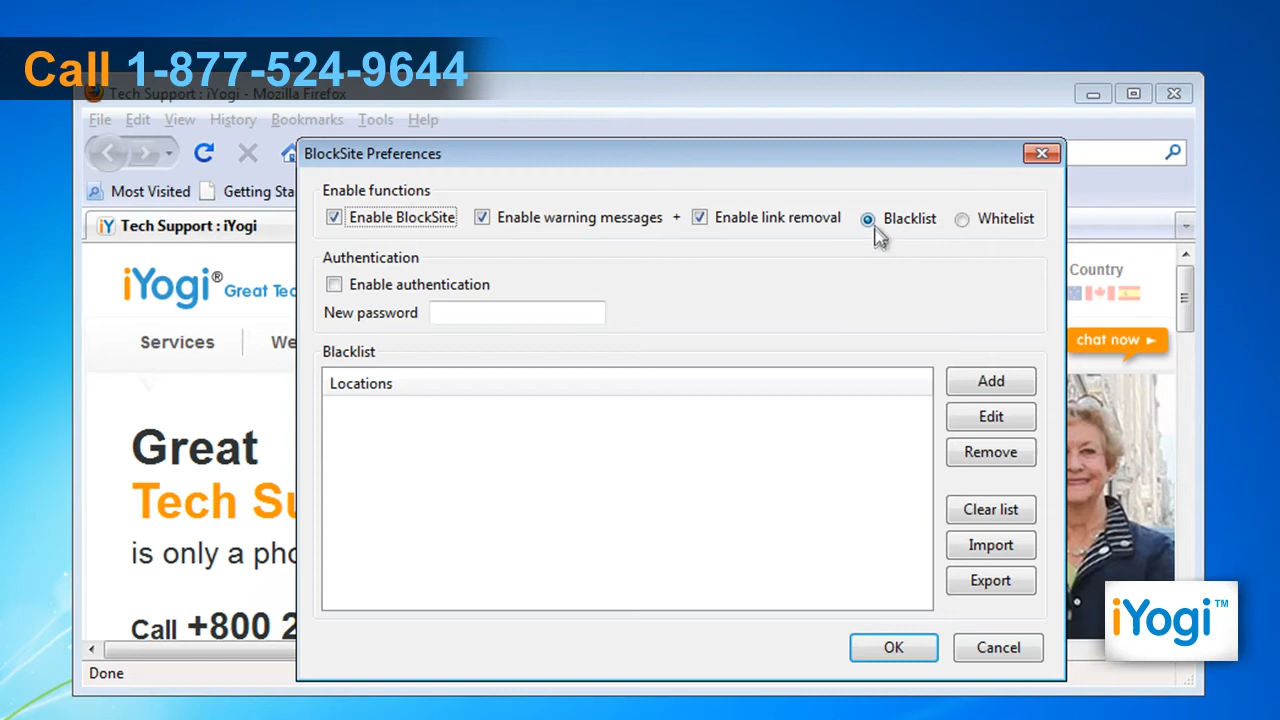 Call 1-877-524-9644
Tech Support : iYogi - Mozilla Firefox
File Edit View History Bookmarks Tools Help
Most Visited Getting Sta
Tech Support : iYogi
BlockSite Preferences
Enable functions
Enable BlockSite Enable warning messages + Enable link removal Blacklist Whitelist
Authentication
Enable authentication
New password
Blacklist
Locations
Add
Edit
Remove
Clear list
Import
Export
OK Cancel
iYogi® Great Tec
Country
Services We
chat now
Great
Tech Su
is only a pho
Call +800 2
Done
iYogi™